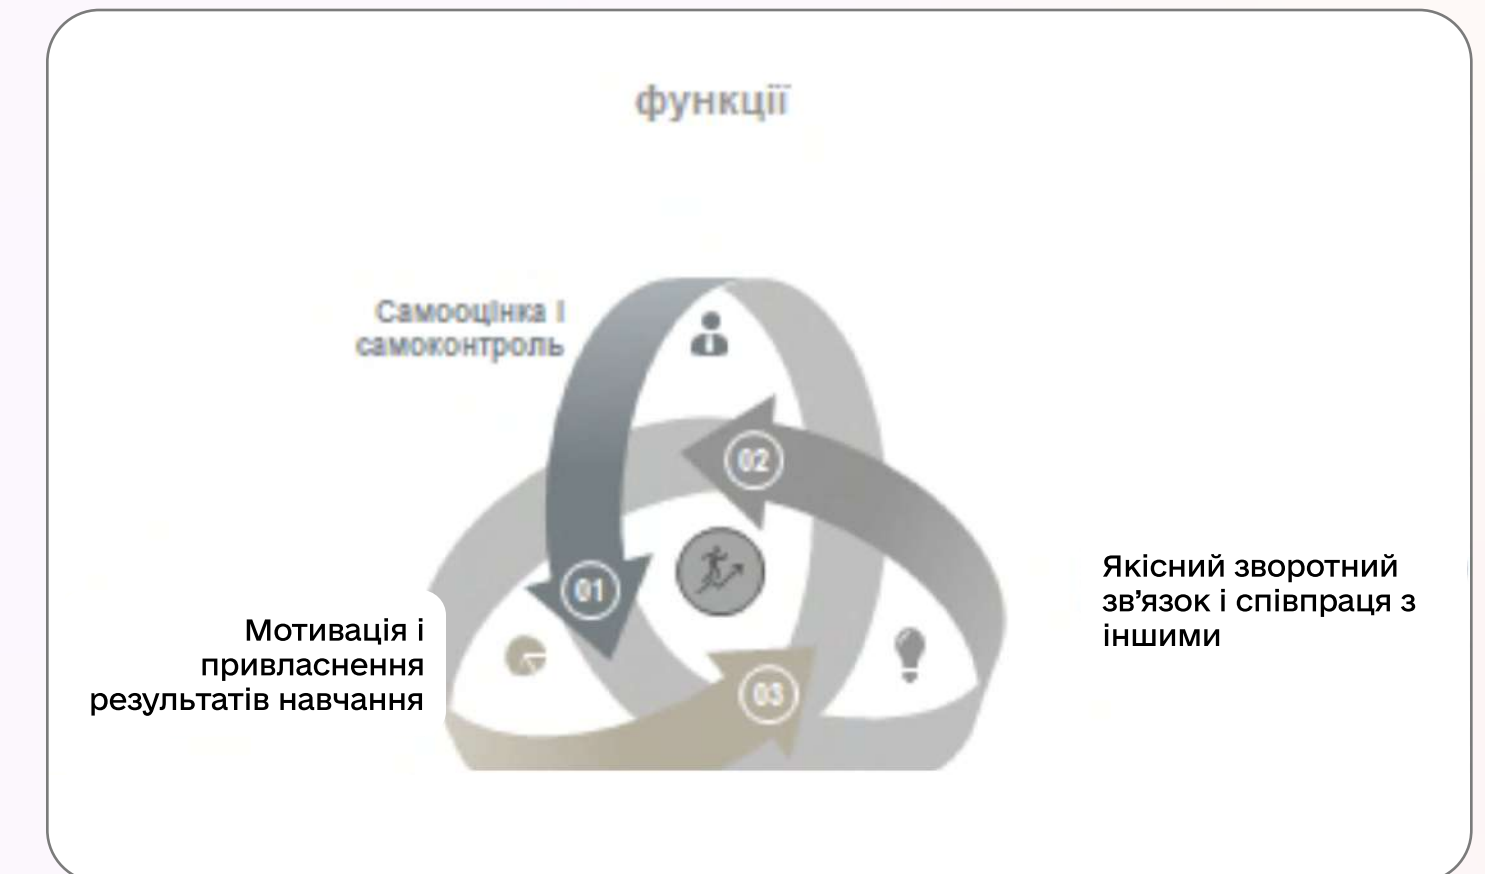 функції
Самооцінка і
самоконтроль
02
01
Якісний зворотний
зв’язок і співпраця з
іншими
Мотивація і
привласнення
результатів навчання
03